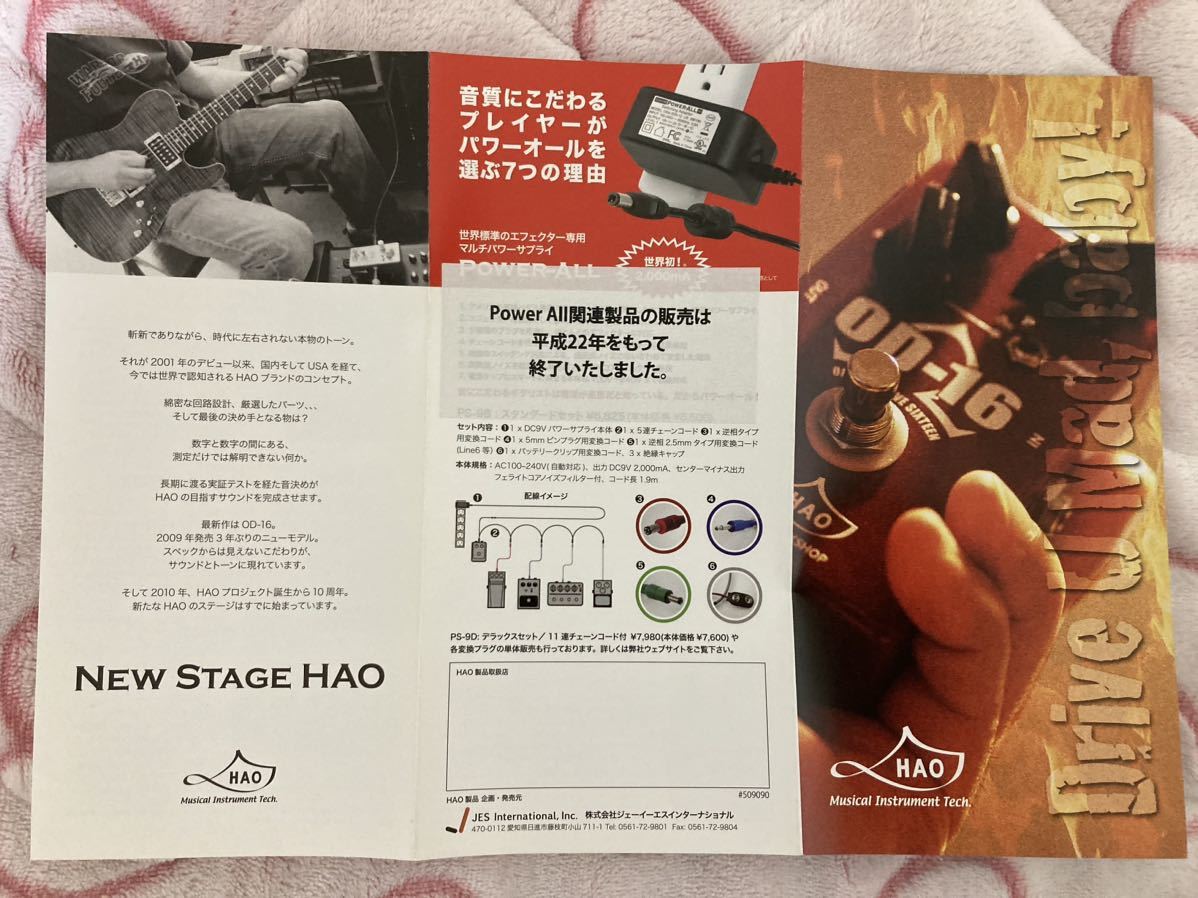 斬新でありながら、時代に左右されない本物のトーン。
それが 2001 年のデビュー以来、国内そして USA を経て、
今では世界で認知される HAO ブランドのコンセプト。
綿密な回路設計、厳選したパーツ、、、
そして最後の決め手となる物は？
数字と数字の間にある、
測定だけでは解明できない何か。
長期に渡る実証テストを経た音決めが
HAO の目指すサウンドを完成させます。
最新作は OD-16。
2009 年発売 3 年ぶりのニューモデル。
スペックからは見えないこだわりが、
サウンドとトーンに現れています。
そして 2010 年、HAO プロジェクト誕生から 10 周年。
新たな HAO のステージはすでに始まっています。
NEW STAGE HAO
HAO
Musical Instrument Tech.
音質にこだわる
プレイヤーが
パワーオールを
選ぶ7つの理由
POWER-ALL
世界標準のエフェクター専用
マルチパワーサプライ
POWER-ALL
世界初！
2,000mA
Power All関連製品の販売は
平成22年をもって
終了いたしました。
PS-9B：スタンダードセット
セット内容：❶1 x DC9V パワーサプライ本体 ❷1 x 5連チェーンコード ❸1 x 逆相タイプ
用変換コード ❹1 x 5mm ピンプラグ用変換コード ❺1 x 逆相 2.5mm タイプ用変換コード
(Line6 等) ❻1 x バッテリークリップ用変換コード、3 x 絶縁キャップ
本体規格：AC100-240V(自動対応)、出力 DC9V 2,000mA、センターマイナス出力
フェライトコアノイズフィルター付、コード長 1.9m
配線イメージ
❶
❷
❸
❹
❺
❻
PS-9D: デラックスセット／ 11 連チェーンコード付 ¥7,980(本体価格 ¥7,600) や
各変換プラグの単体販売も行っております。詳しくは弊社ウェブサイトをご覧下さい。
HAO 製品取扱店
#509090
HAO 製品 企画・発売元
JES International, Inc. 株式会社ジェーイーエスインターナショナル
470-0112 愛知県日進市藤枝町小山 711-1 Tel: 0561-72-9801 Fax: 0561-72-9804
OD-16
HAO
Drive U Mad, baby!
HAO
Musical Instrument Tech.